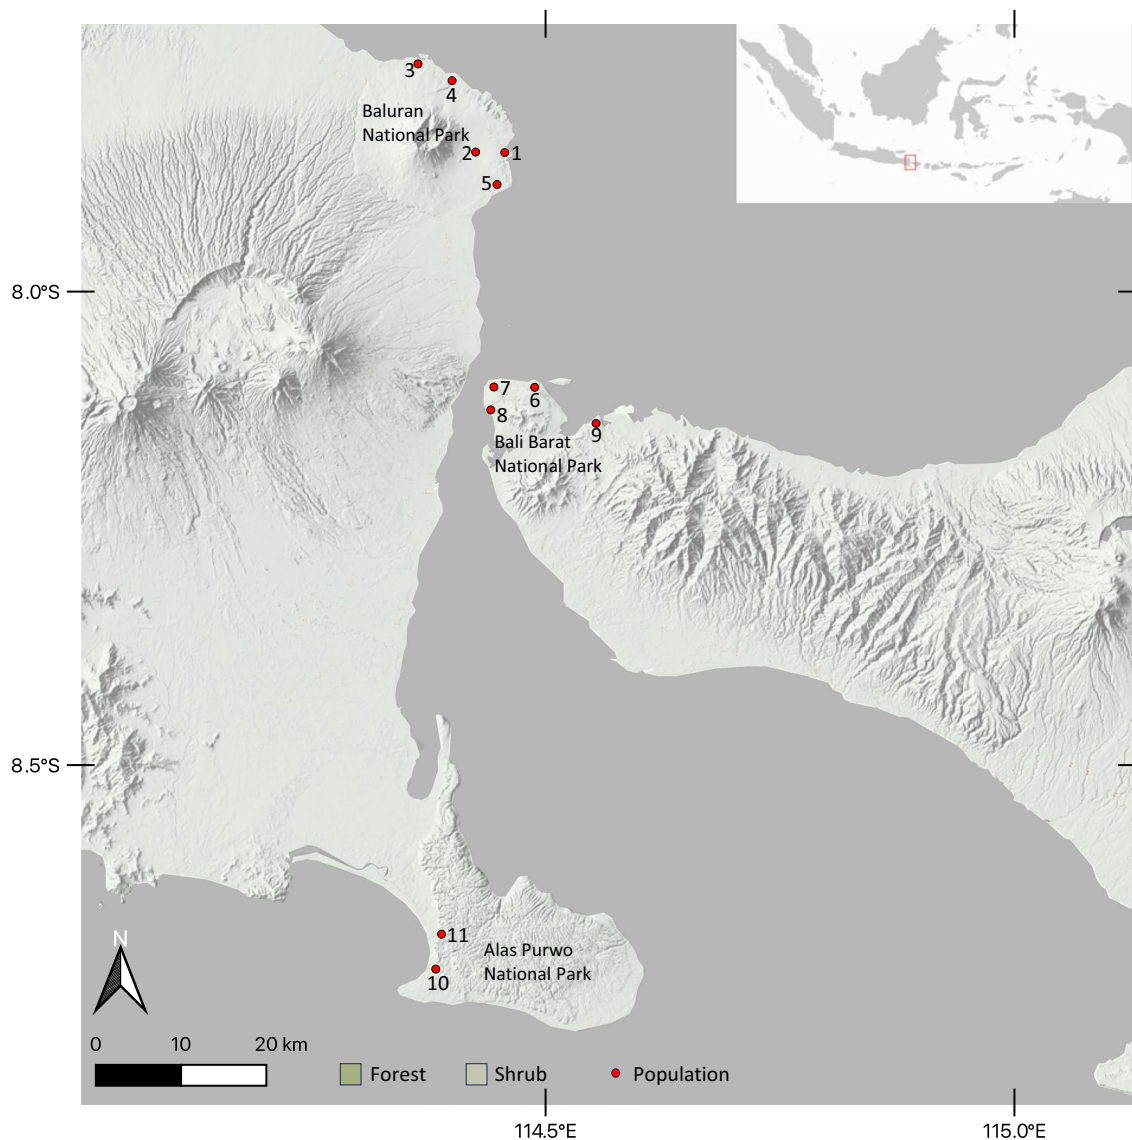 3
4
Baluran
National Park
2
1
5
8.0°S
7
6
8
9
Bali Barat
National Park
8.5°S
11
Alas Purwo
National Park
10
N
0 10 20 km
Forest Shrub Population
114.5°E 115.0°E